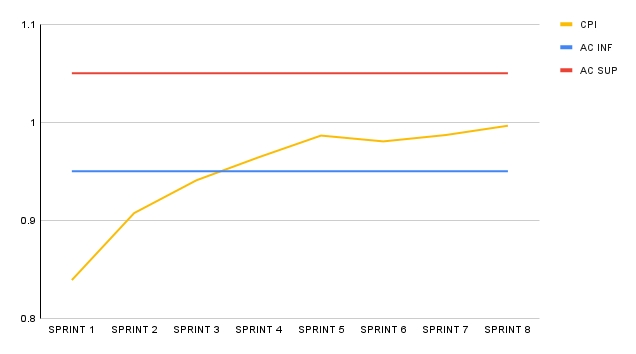 1.1
1
0.9
0.8
SPRINT 1 SPRINT 2 SPRINT 3 SPRINT 4 SPRINT 5 SPRINT 6 SPRINT 7 SPRINT 8
CPI
AC INF
AC SUP